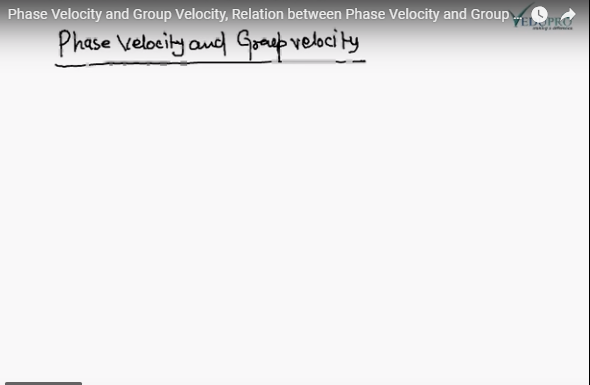 Phase Velocity and Group Velocity, Relation between Phase Velocity and Group ...
VEDUPRO
Phase Velocity and Group velocity